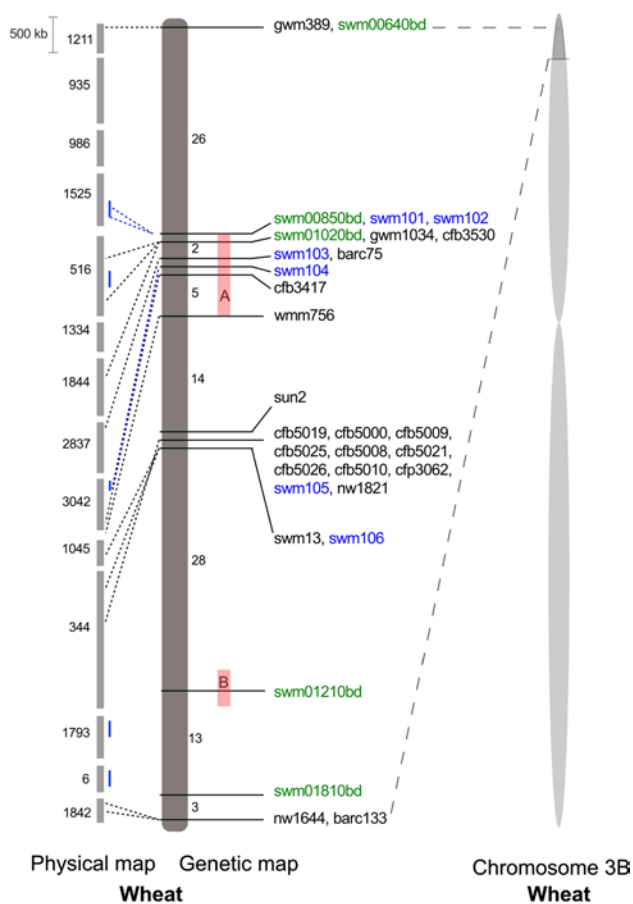 gwm389, swm00640bd
500 kb
1211
935
986
26
1525
swm00850bd, swm101, swm102
swm01020bd, gwm1034, cfb3530
2
swm103, barc75
516
swm104
5
A
cfb3417
1334
wmm756
1844
14
sun2
2837
cfb5019, cfb5000, cfb5009,
cfb5025, cfb5008, cfb5021,
cfb5026, cfb5010, cfp3062,
3042
swm105, nw1821
1045
swm13, swm106
28
344
B
swm01210bd
1793
13
6
swm01810bd
1842
3
nw1644, barc133
Physical map
Genetic map
Chromosome 3B
Wheat
Wheat